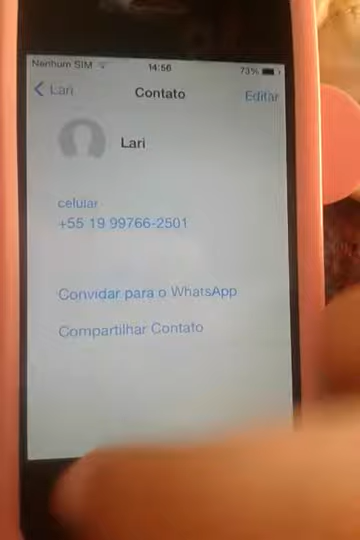 Nenhum SIM 14:56 73%
Lari Contato Editar
Lari
celular
+55 19 99766-2501
Convidar para o WhatsApp
Compartilhar Contato